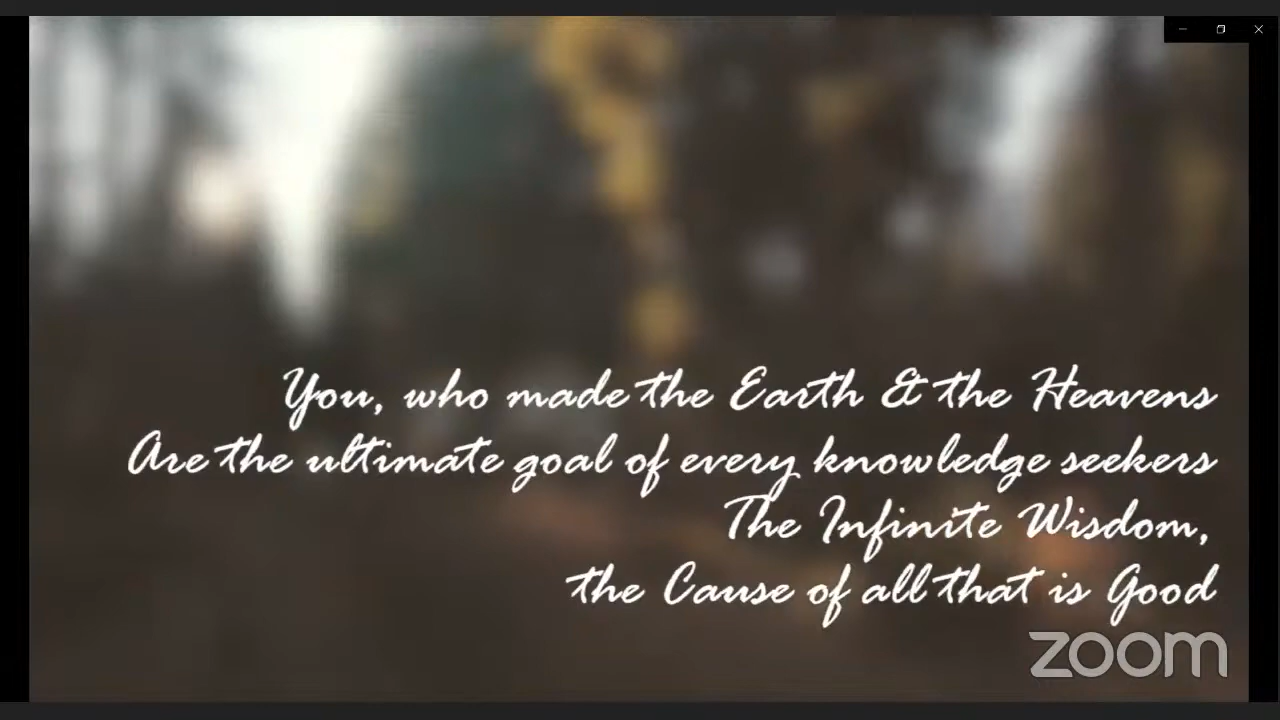 You, who made the Earth & the Heavens
Are the ultimate goal of every knowledge seekers
The Infinite Wisdom,
the Cause of all that is Good
zoom